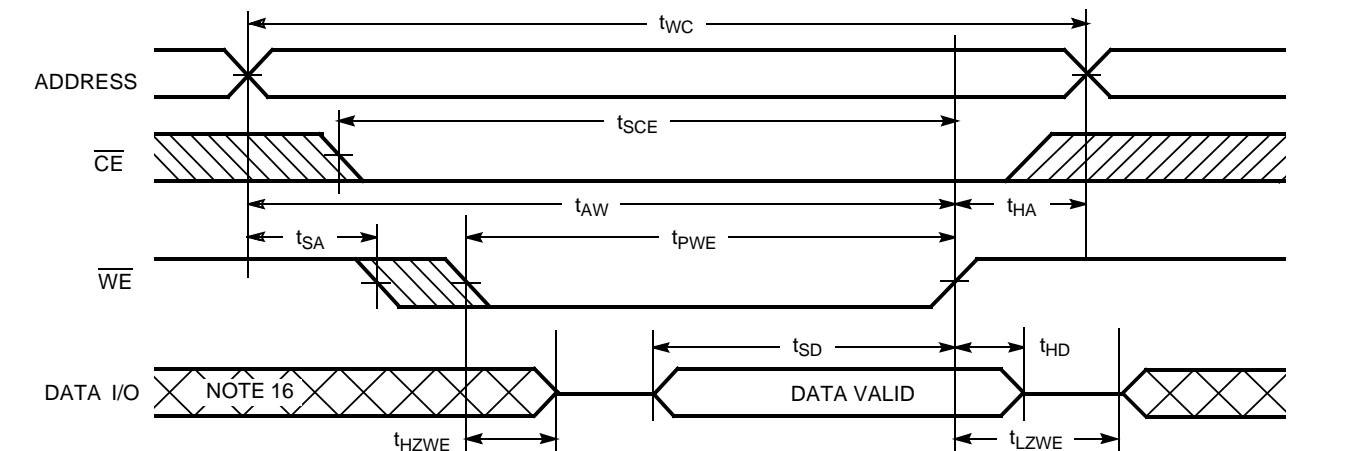 tWC
ADDRESS
tSCE
CE
tAW
tHA
tSA
tPWE
WE
tSD
tHD
DATA I/O
NOTE 16
DATA VALID
tHZWE
tLZWE